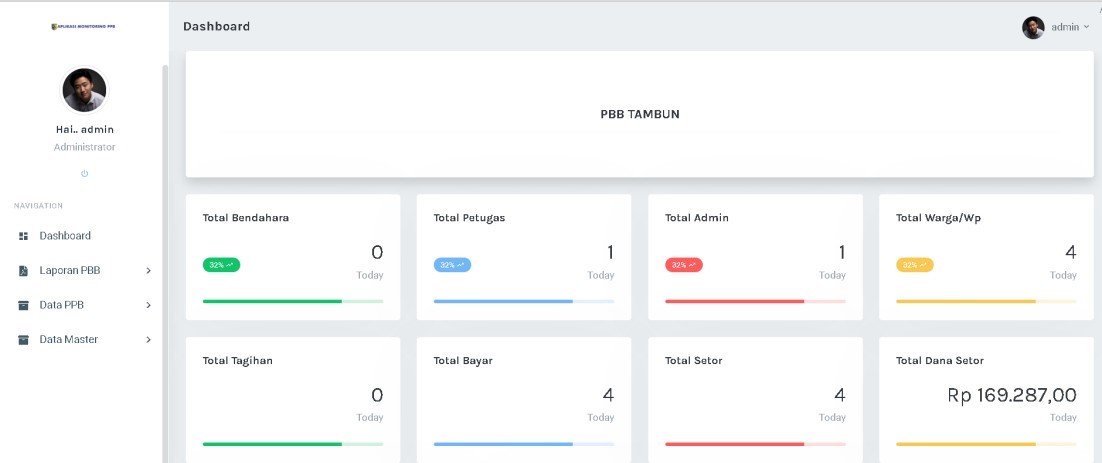 APLIKASI MONITORING PPB
Dashboard
admin
Hai.. admin
Administrator
NAVIGATION
Dashboard
Laporan PBB
Data PPB
Data Master
PBB TAMBUN
Total Bendahara
32%
0
Today
Total Petugas
32%
1
Today
Total Admin
32%
1
Today
Total Warga/Wp
32%
4
Today
Total Tagihan
0
Today
Total Bayar
4
Today
Total Setor
4
Today
Total Dana Setor
Rp 169.287,00
Today